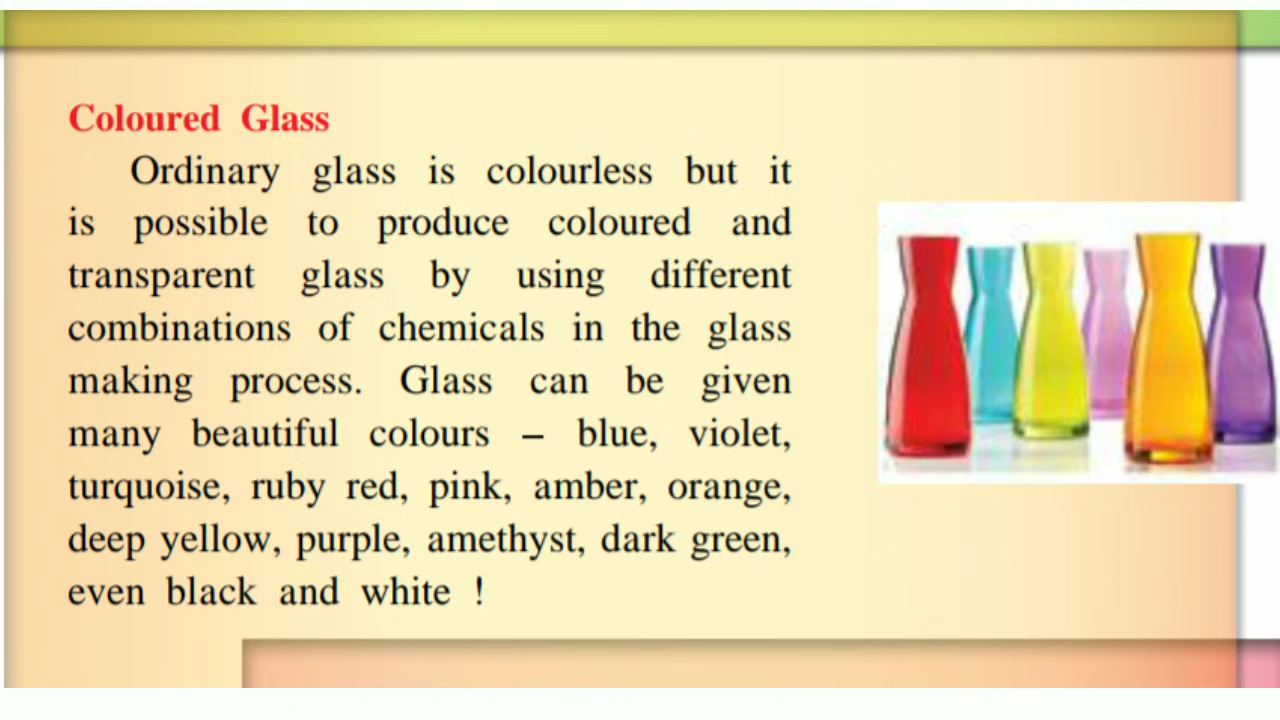 Coloured Glass
Ordinary glass is colourless but it
is possible to produce coloured and
transparent glass by using different
combinations of chemicals in the glass
making process. Glass can be given
many beautiful colours – blue, violet,
turquoise, ruby red, pink, amber, orange,
deep yellow, purple, amethyst, dark green,
even black and white !